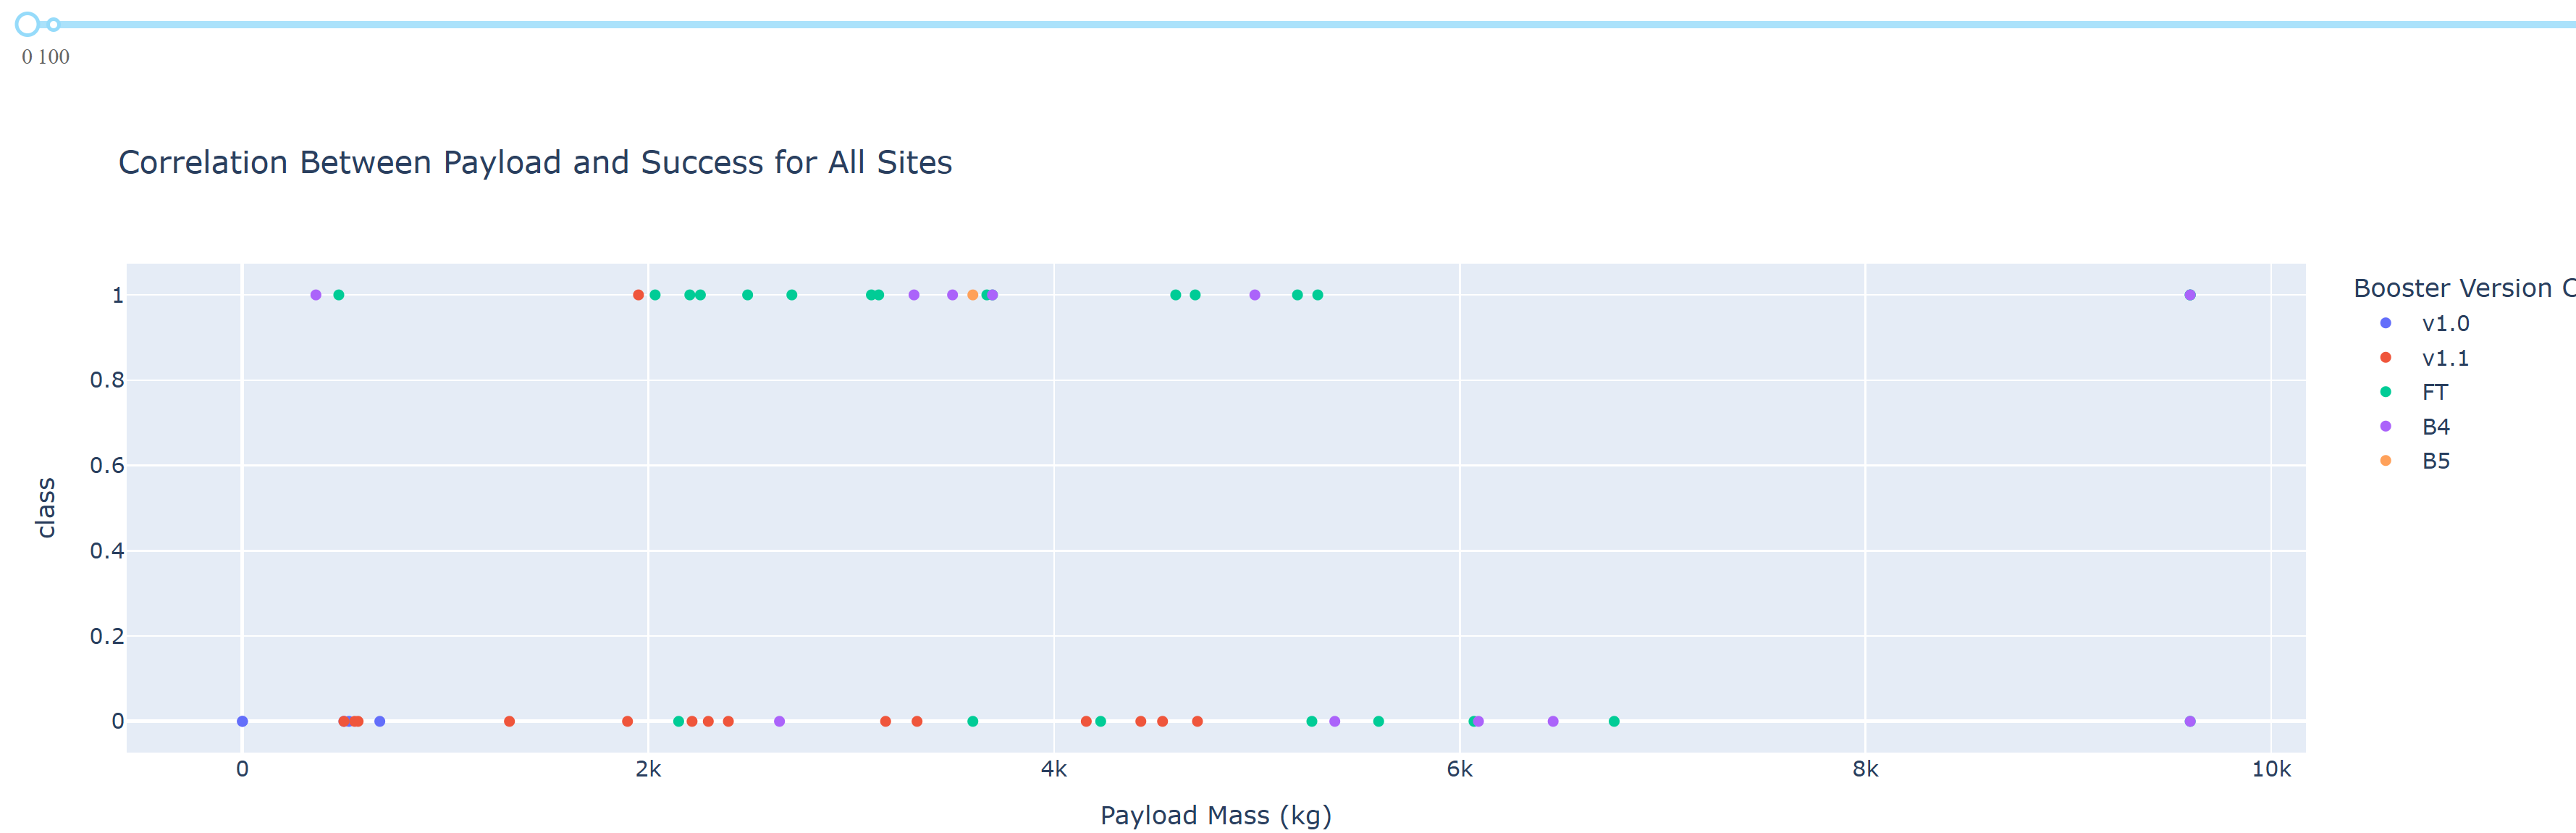 0 100
Correlation Between Payload and Success for All Sites
Booster Version C
v1.0
v1.1
FT
B4
B5
class
1
0.8
0.6
0.4
0.2
0
0 2k 4k 6k 8k 10k
Payload Mass (kg)